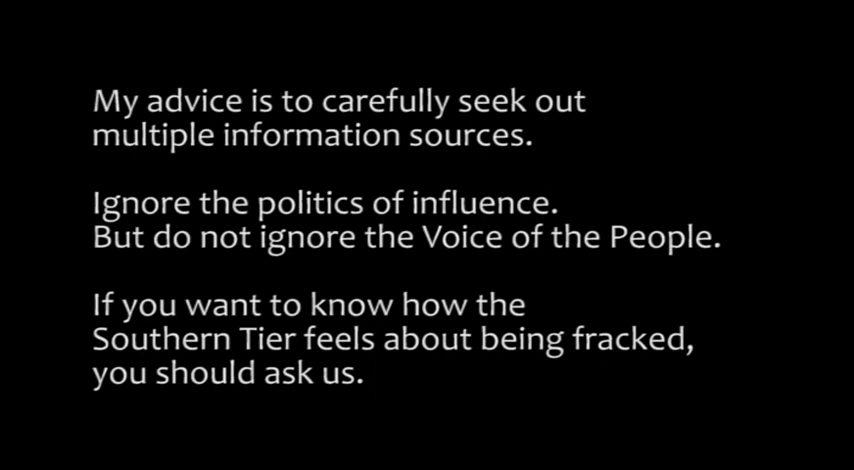 My advice is to carefully seek out
multiple information sources.
Ignore the politics of influence.
But do not ignore the Voice of the People.
If you want to know how the
Southern Tier feels about being fracked,
you should ask us.